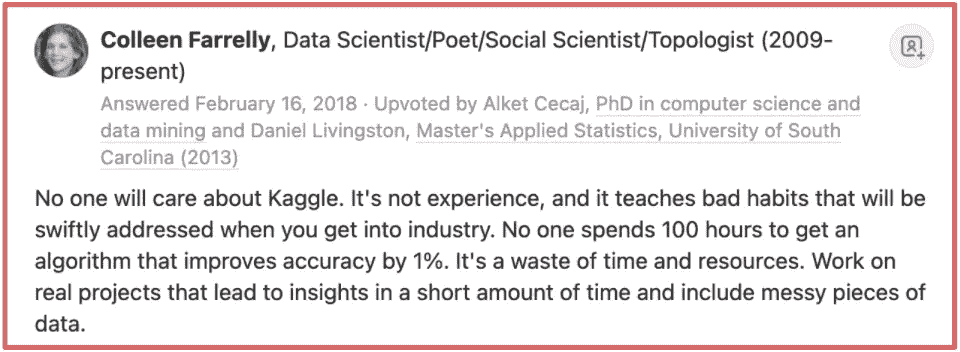 Colleen Farrelly, Data Scientist/Poet/Social Scientist/Topologist (2009-
present)
Answered February 16, 2018 · Upvoted by Alket Cecaj, PhD in computer science and
data mining and Daniel Livingston, Master's Applied Statistics, University of South
Carolina (2013)
No one will care about Kaggle. It's not experience, and it teaches bad habits that will be
swiftly addressed when you get into industry. No one spends 100 hours to get an
algorithm that improves accuracy by 1%. It's a waste of time and resources. Work on
real projects that lead to insights in a short amount of time and include messy pieces of
data.